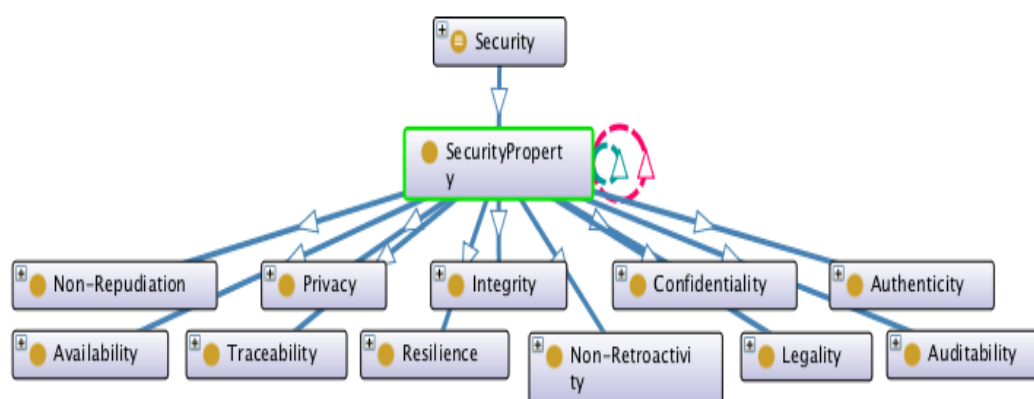 Security
SecurityPropert
y
Non-Repudiation
Privacy
Integrity
Confidentiality
Authenticity
Availability
Traceability
Resilience
Non-Retroactivi
ty
Legality
Auditability